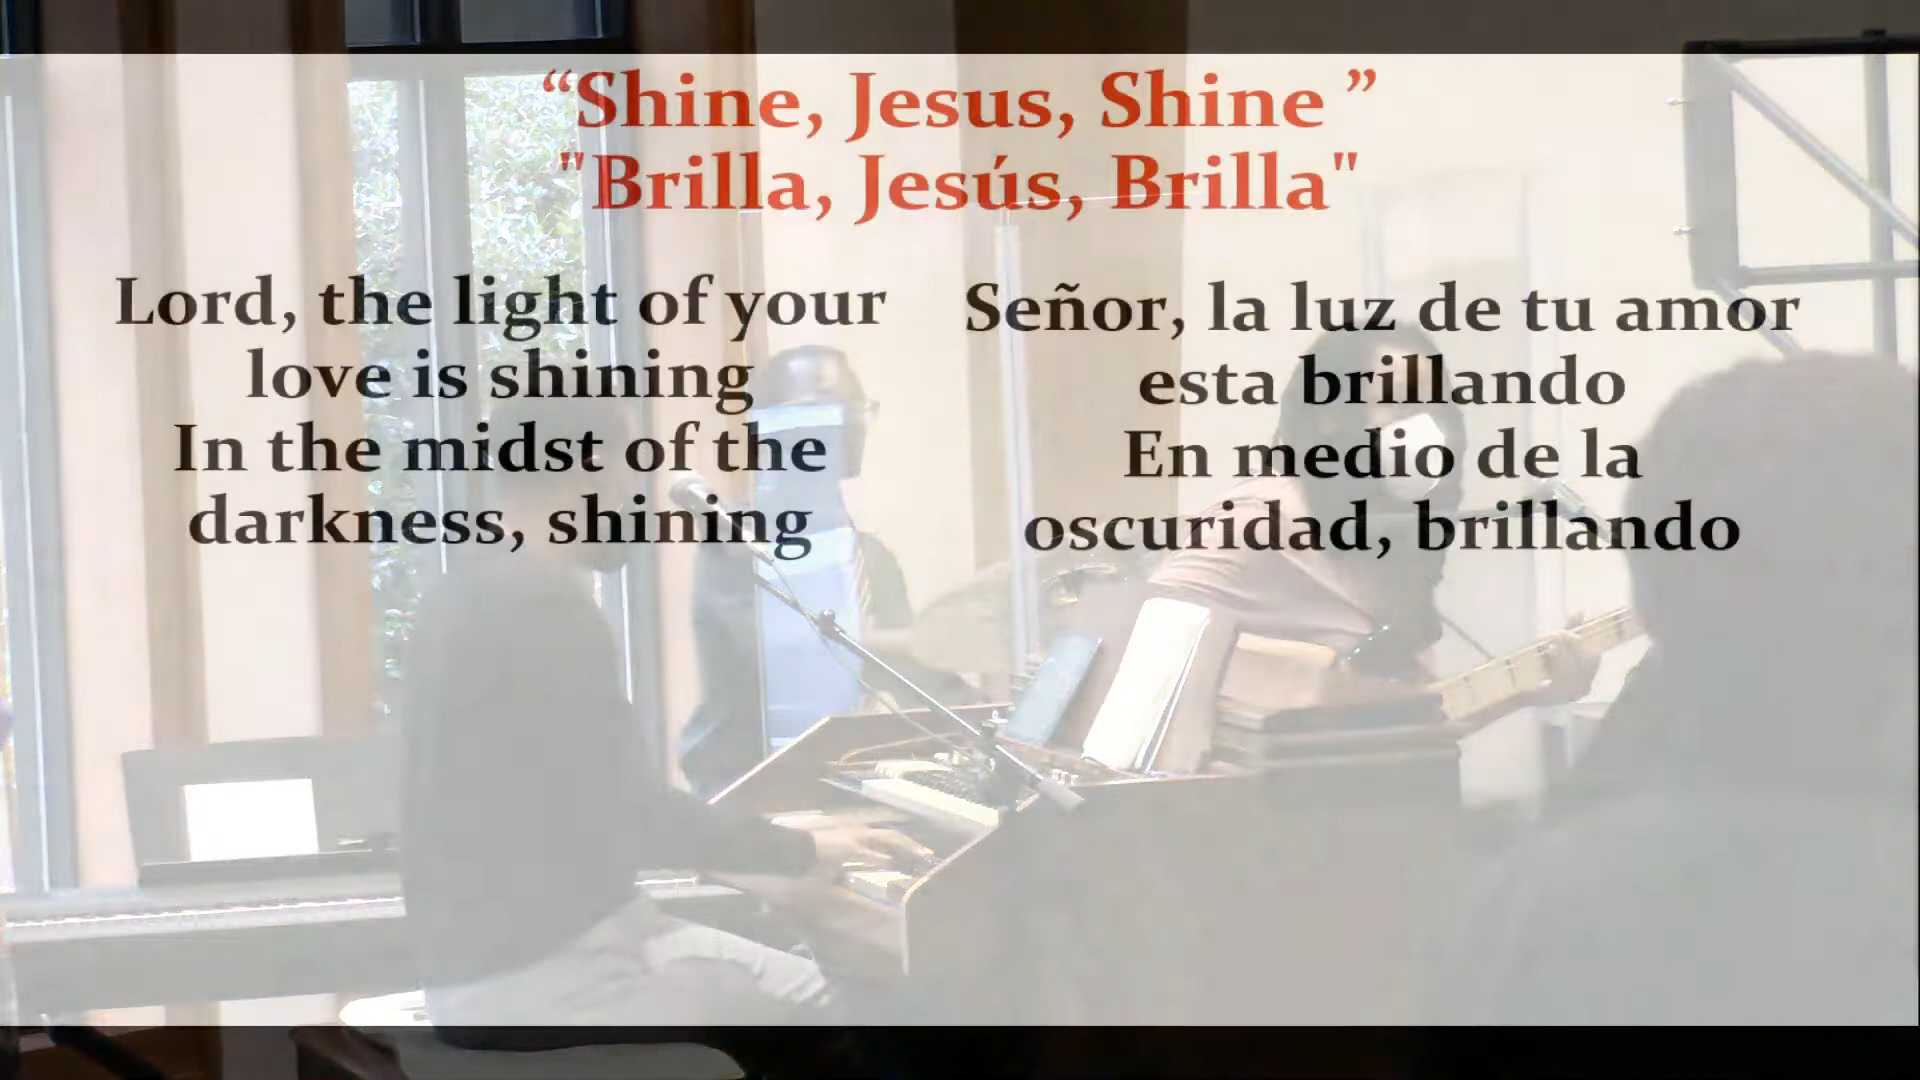 “Shine, Jesus, Shine ”
"Brilla, Jesús, Brilla"
Lord, the light of your
love is shining
In the midst of the
darkness, shining
Señor, la luz de tu amor
esta brillando
En medio de la
oscuridad, brillando